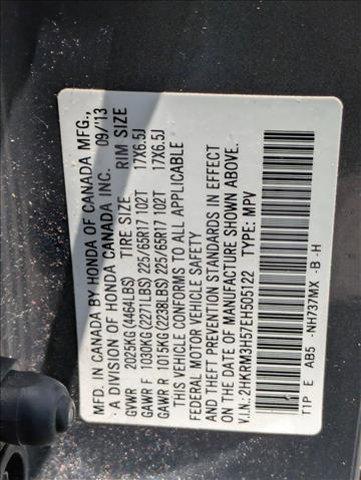 MFD. IN CANADA BY HONDA OF CANADA MFG.,
A DIVISION OF HONDA CANADA INC. 09/13
GVWR 2025KG (4464LBS) TIRE SIZE RIM SIZE
GAWR F 1030KG (2271LBS) 225/65R17 102T 17X6.5J
GAWR R 1015KG (2238LBS) 225/65R17 102T 17X6.5J
THIS VEHICLE CONFORMS TO ALL APPLICABLE
FEDERAL MOTOR VEHICLE SAFETY
AND THEFT PREVENTION STANDARDS IN EFFECT
ON THE DATE OF MANUFACTURE SHOWN ABOVE.
V.I.N.: 2HKRM3H57EH505122 TYPE: MPV
T1P E AB5 -NH737MX -B -H